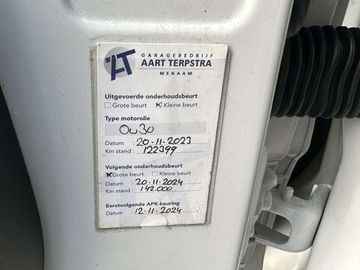 AT
GARAGEBEDRIJF
AART TERPSTRA
MENAAM
Uitgevoerde onderhoudsbeurt
Grote beurt Kleine beurt
Type motorolie
0w30
Datum 20-11-2023
Km stand: 122399
Volgende onderhoudsbeurt
Grote beurt Kleine beurt
Datum 20-11-2024
Km stand: 142.000
Eerstvolgende APK-keuring
12-11-2024